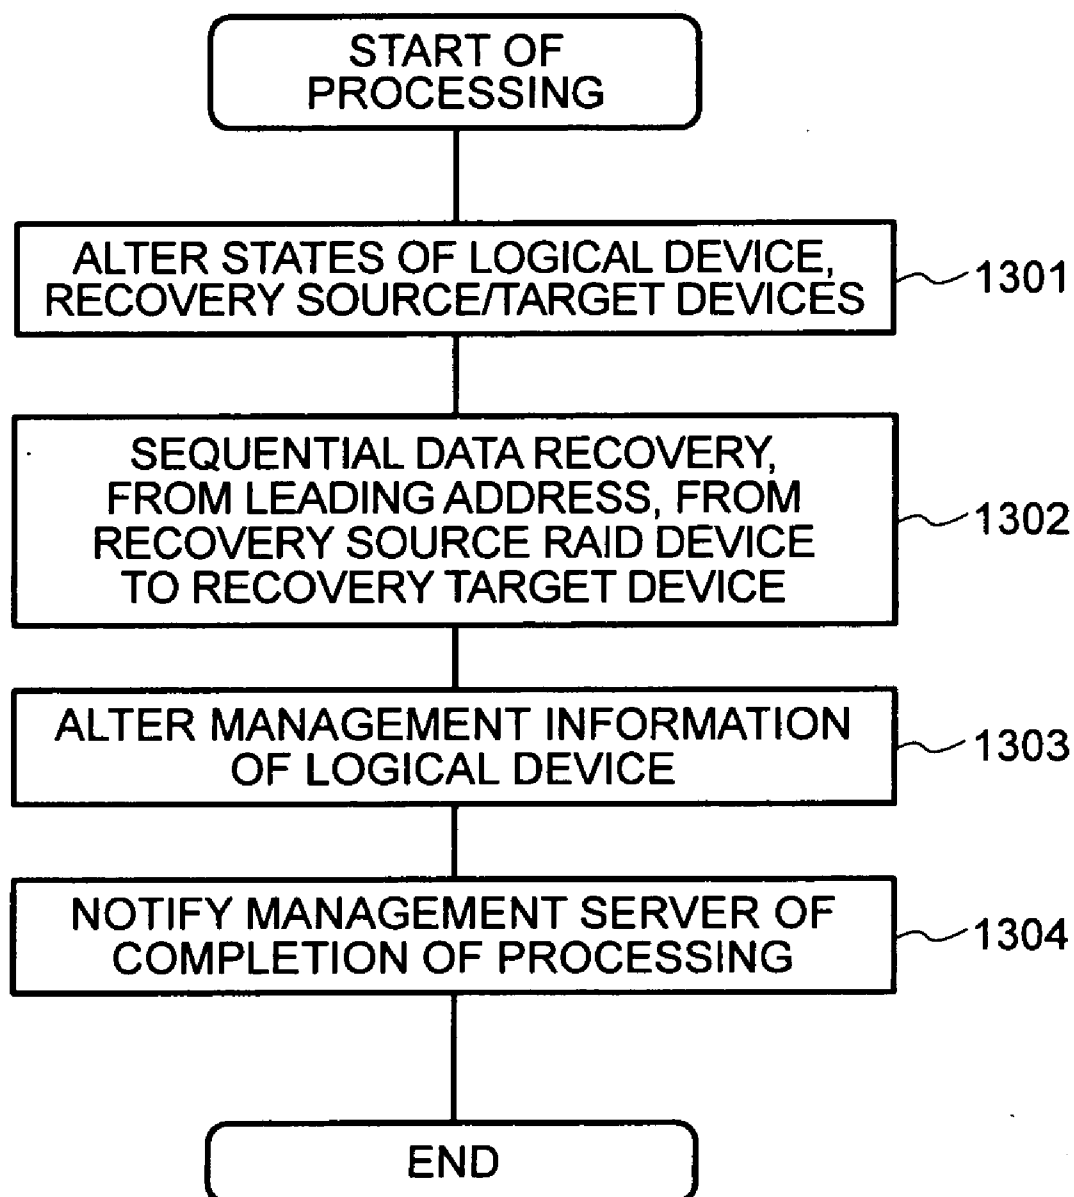 START OF
PROCESSING
ALTER STATES OF LOGICAL DEVICE,
RECOVERY SOURCE/TARGET DEVICES
1301
SEQUENTIAL DATA RECOVERY,
FROM LEADING ADDRESS, FROM
RECOVERY SOURCE RAID DEVICE
TO RECOVERY TARGET DEVICE
1302
ALTER MANAGEMENT INFORMATION
OF LOGICAL DEVICE
1303
NOTIFY MANAGEMENT SERVER OF
COMPLETION OF PROCESSING
1304
END